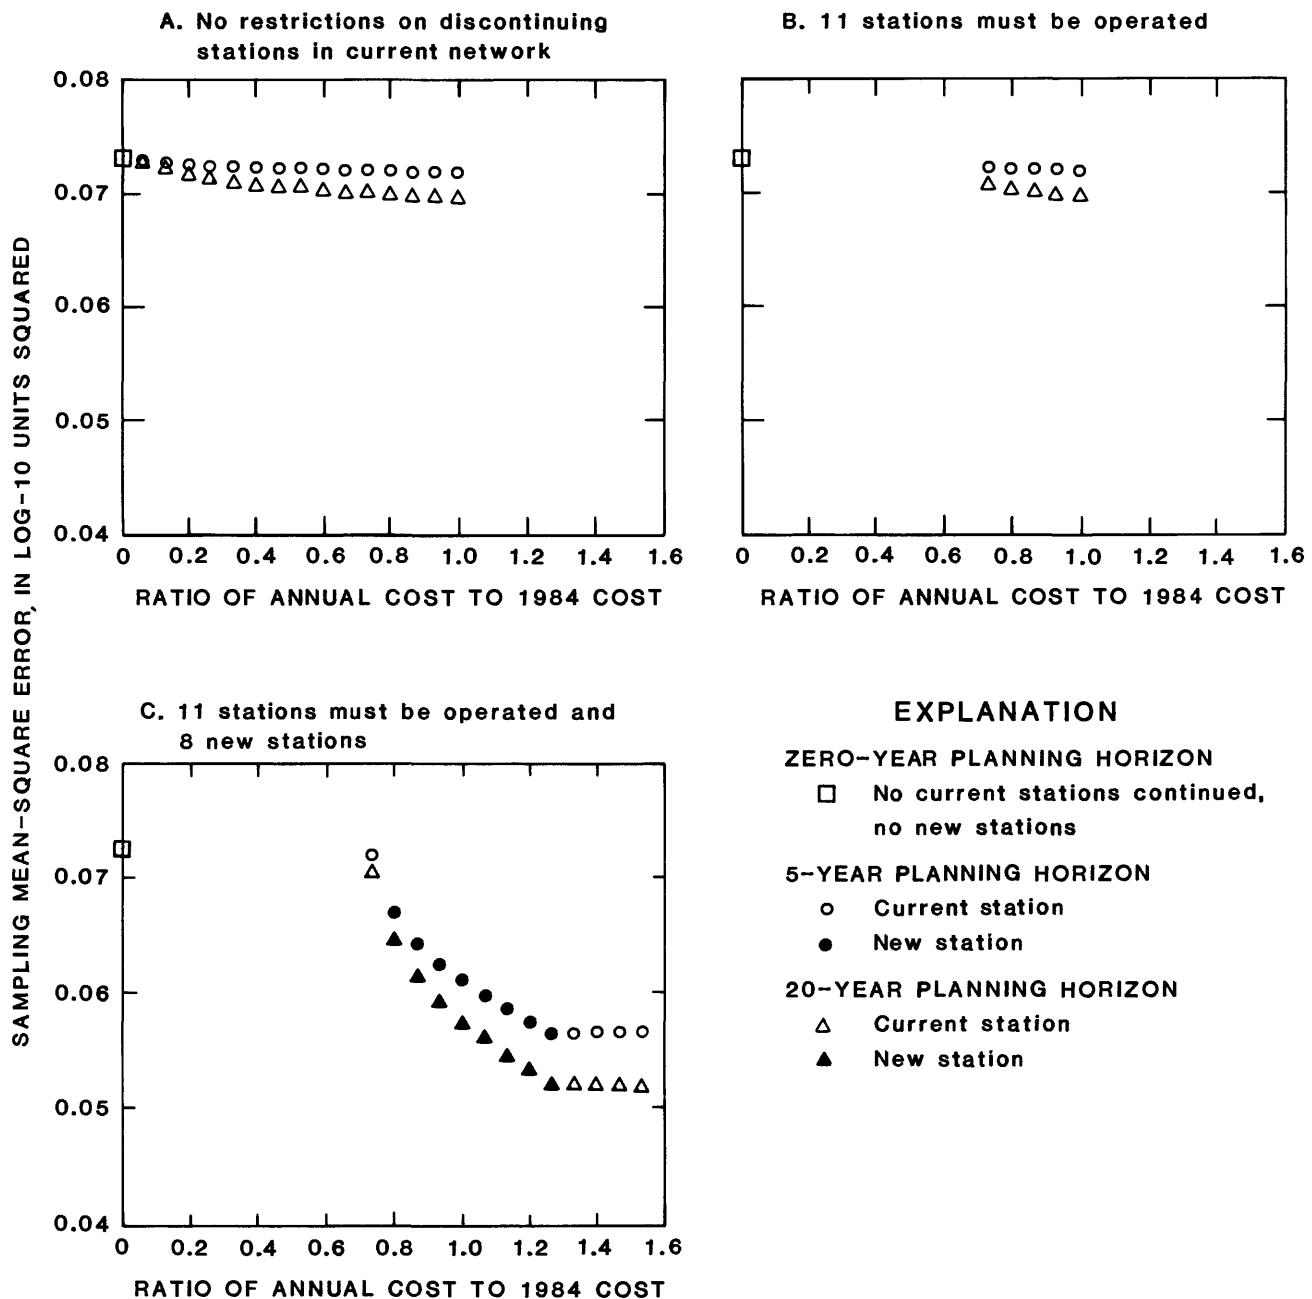 A. No restrictions on discontinuing
stations in current network
0.08
0.07
0.06
0.05
0.04
0 0.2 0.4 0.6 0.8 1.0 1.2 1.4 1.6
RATIO OF ANNUAL COST TO 1984 COST
B. 11 stations must be operated
0 0.2 0.4 0.6 0.8 1.0 1.2 1.4 1.6
RATIO OF ANNUAL COST TO 1984 COST
SAMPLING MEAN-SQUARE ERROR, IN LOG-10 UNITS SQUARED
C. 11 stations must be operated and
8 new stations
0.08
0.07
0.06
0.05
0.04
0 0.2 0.4 0.6 0.8 1.0 1.2 1.4 1.6
RATIO OF ANNUAL COST TO 1984 COST
EXPLANATION
ZERO-YEAR PLANNING HORIZON
No current stations continued,
no new stations
5-YEAR PLANNING HORIZON
Current station
New station
20-YEAR PLANNING HORIZON
Current station
New station